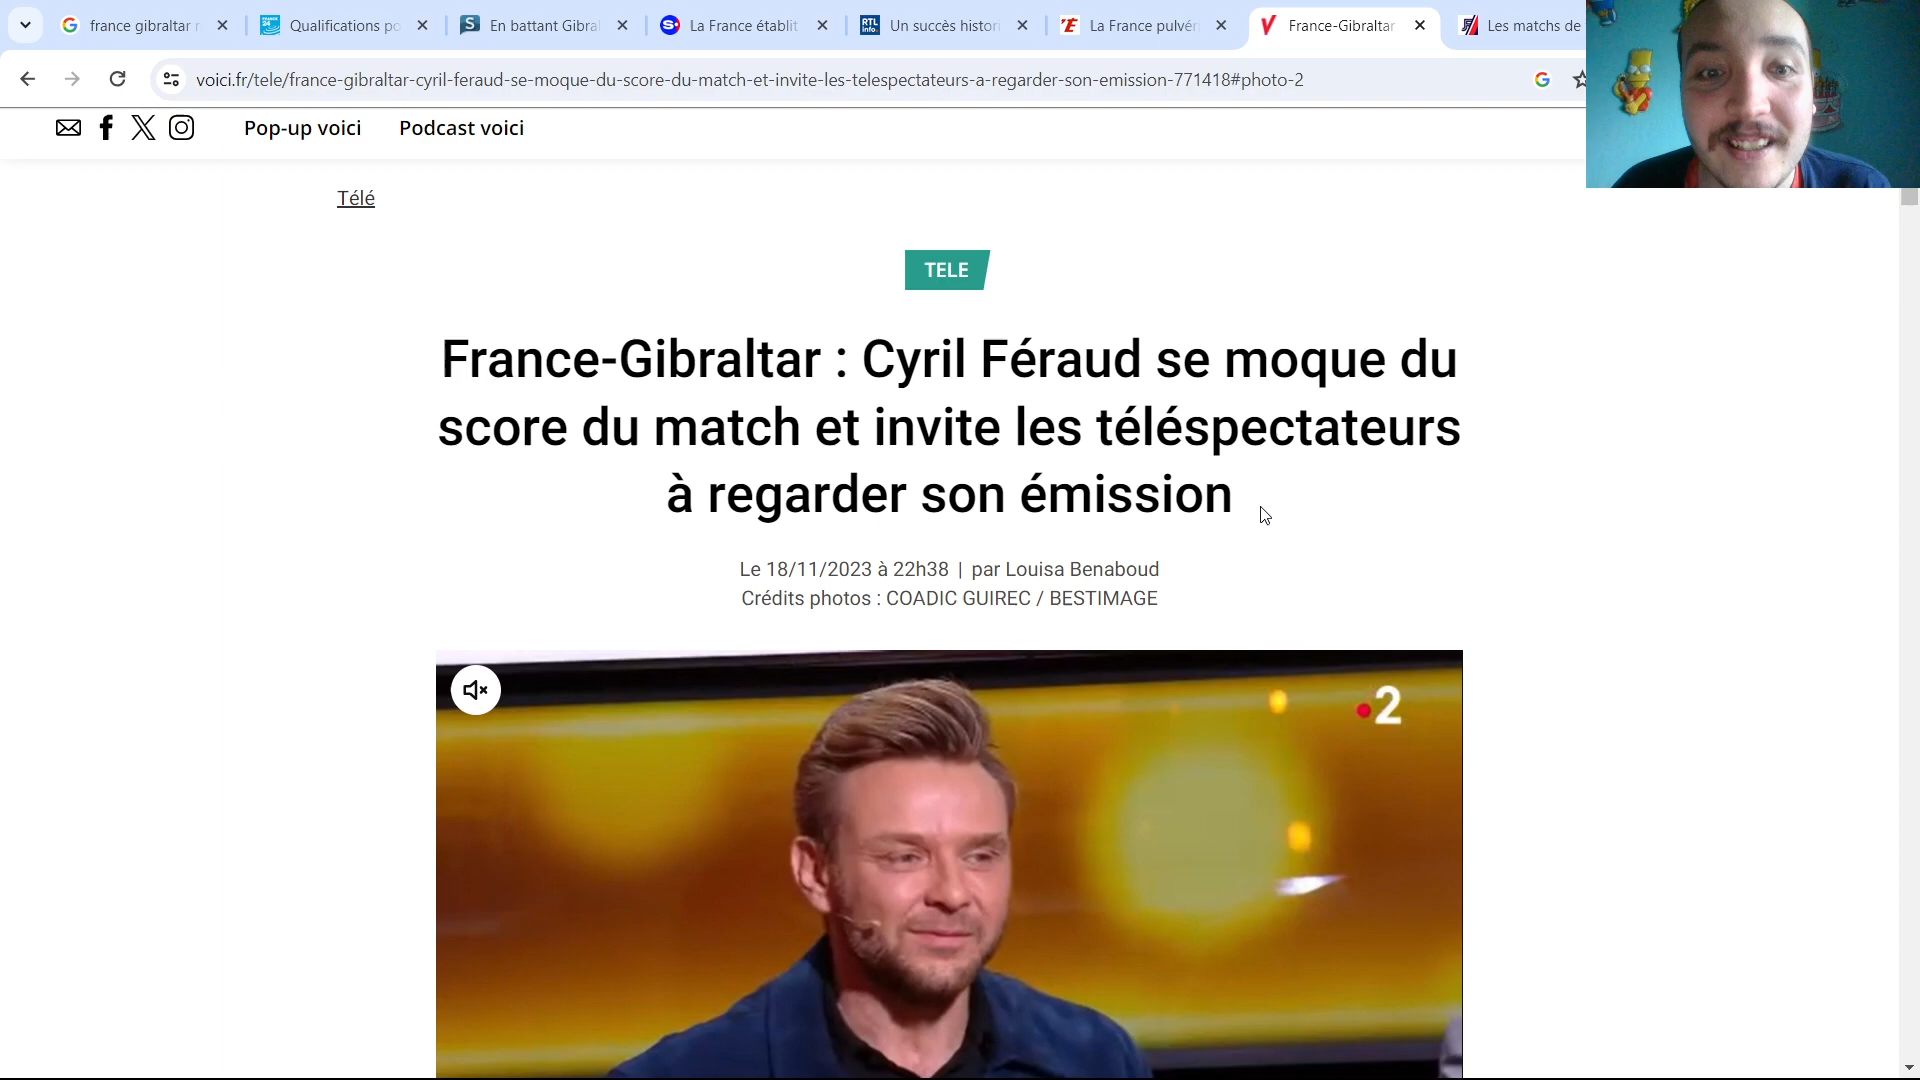 france gibraltar r
Qualifications po
En battant Gibral
La France établit
Un succès histori
La France pulvéri
France-Gibraltar
Les matchs de
voici.fr/tele/france-gibraltar-cyril-feraud-se-moque-du-score-du-match-et-invite-les-telespectateurs-a-regarder-son-emission-771418#photo-2
Pop-up voici
Podcast voici
Télé
TELE
France-Gibraltar : Cyril Féraud se moque du
score du match et invite les téléspectateurs
à regarder son émission
Le 18/11/2023 à 22h38 | par Louisa Benaboud
Crédits photos : COADIC GUIREC / BESTIMAGE
2